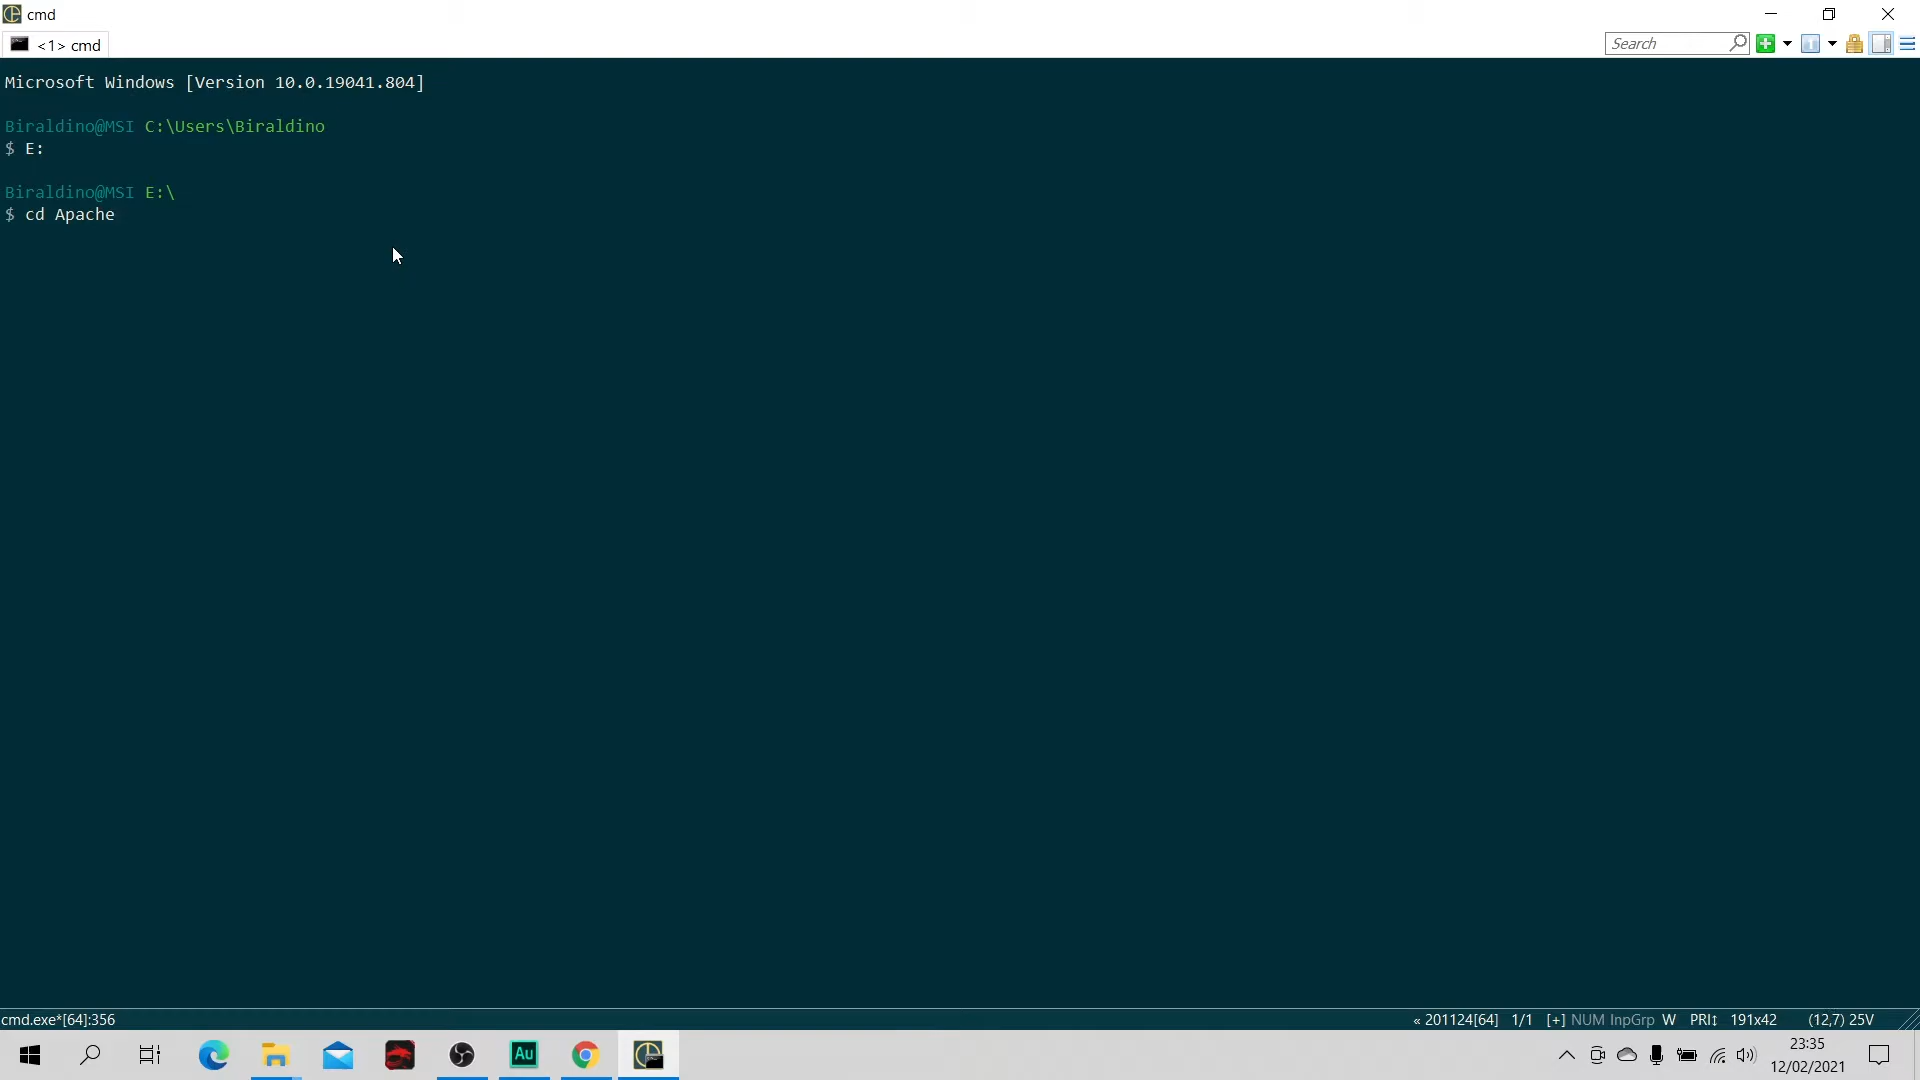 cmd
<1> cmd
Search
Microsoft Windows [Version 10.0.19041.804]
Biraldino@MSI C:\Users\Biraldino
$ E:
Biraldino@MSI E:\
$ cd Apache
cmd.exe*[64]:356
« 201124[64] 1/1 [+] NUM InpGrp W PRI↕ 191x42 (12,7) 25V
Au
23:35
12/02/2021